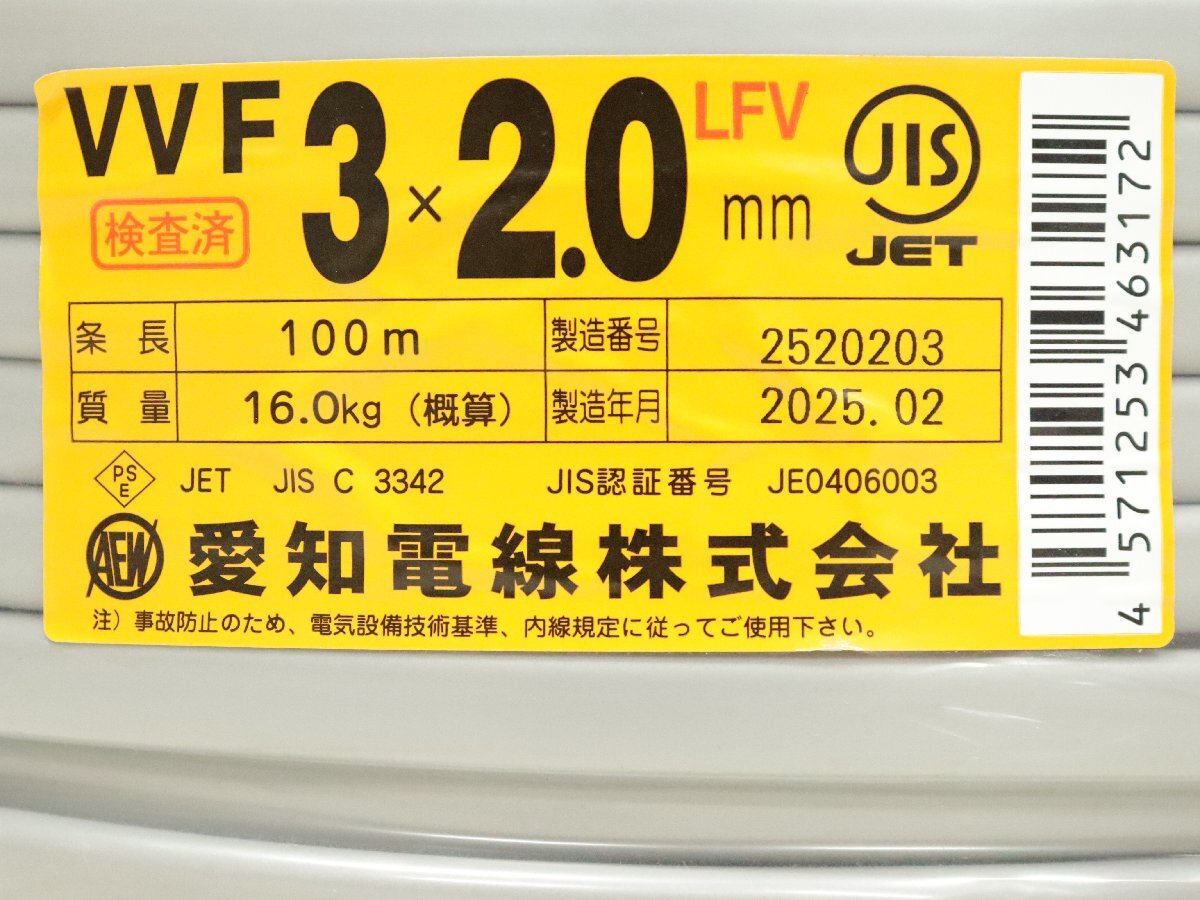 VVF 3×2.0 mm LFV
検査済
JIS
JET
条長 100m 製造番号 2520203
質量 16.0kg (概算) 製造年月 2025.02
PSE JET JIS C 3342 JIS認証番号 JE0406003
AEW 愛知電線株式会社
注) 事故防止のため、電気設備技術基準、内線規定に従ってご使用下さい。
4571253463172